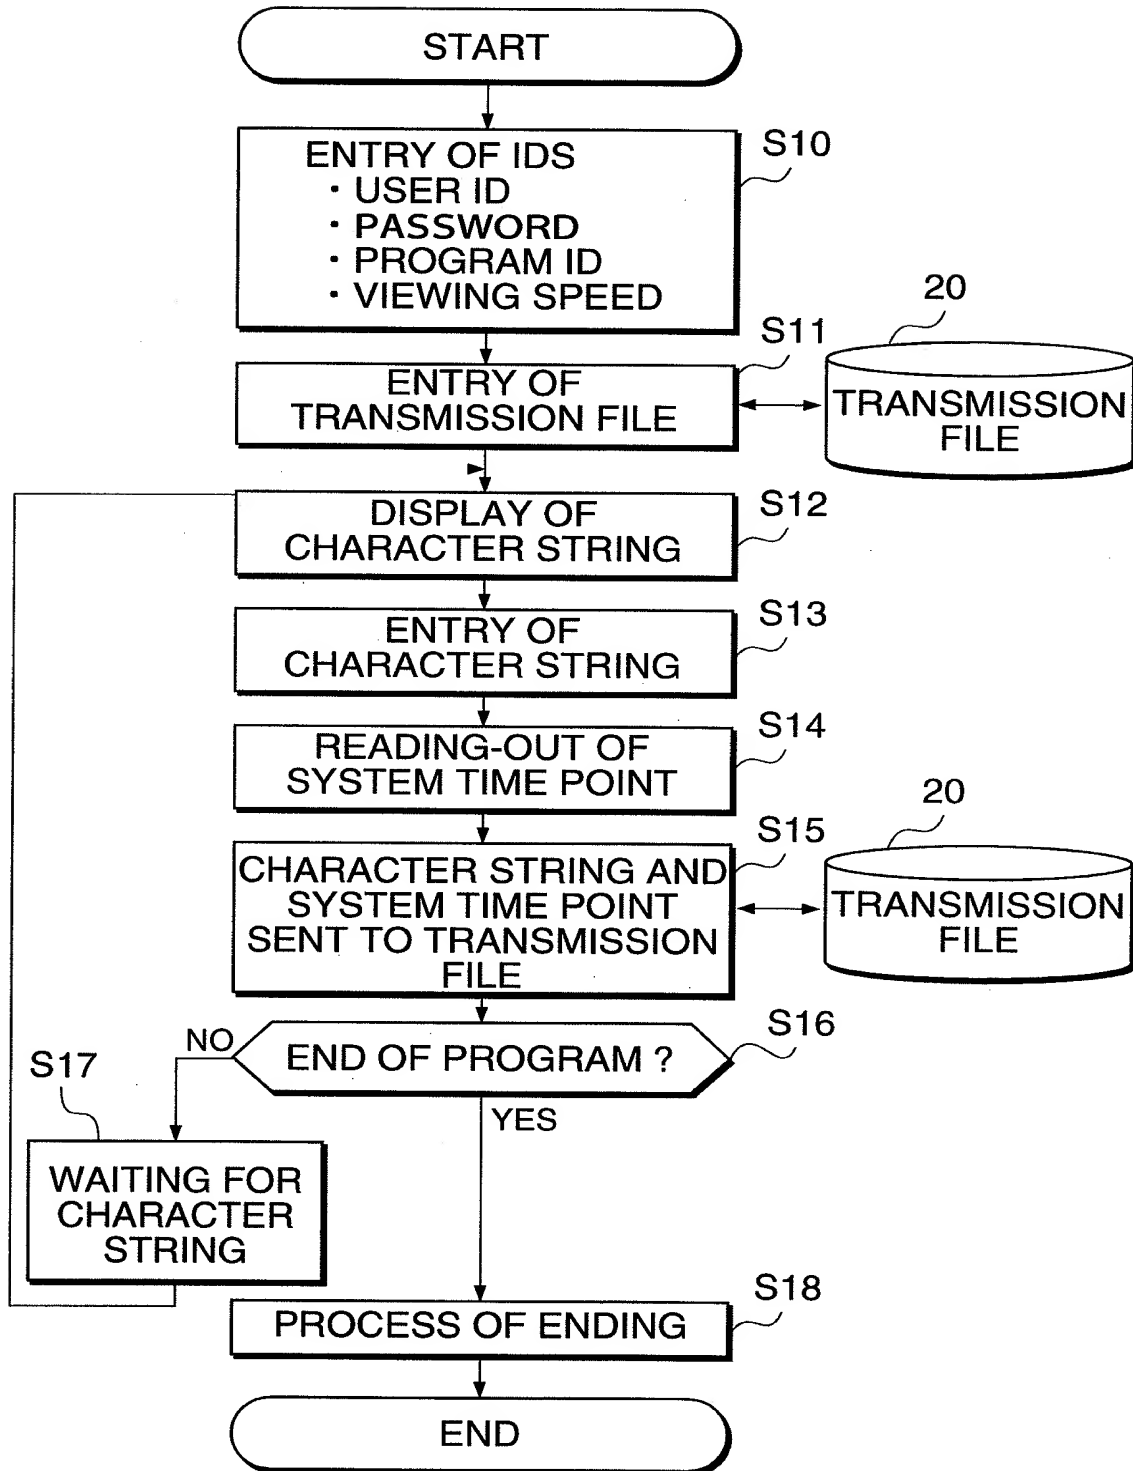 START
S10
ENTRY OF IDS
· USER ID
· PASSWORD
· PROGRAM ID
· VIEWING SPEED
S11
20
ENTRY OF
TRANSMISSION FILE
TRANSMISSION
FILE
S12
DISPLAY OF
CHARACTER STRING
S13
ENTRY OF
CHARACTER STRING
S14
READING-OUT OF
SYSTEM TIME POINT
S15
20
CHARACTER STRING AND
SYSTEM TIME POINT
SENT TO TRANSMISSION
FILE
TRANSMISSION
FILE
S16
NO
END OF PROGRAM ?
YES
S17
WAITING FOR
CHARACTER
STRING
S18
PROCESS OF ENDING
END